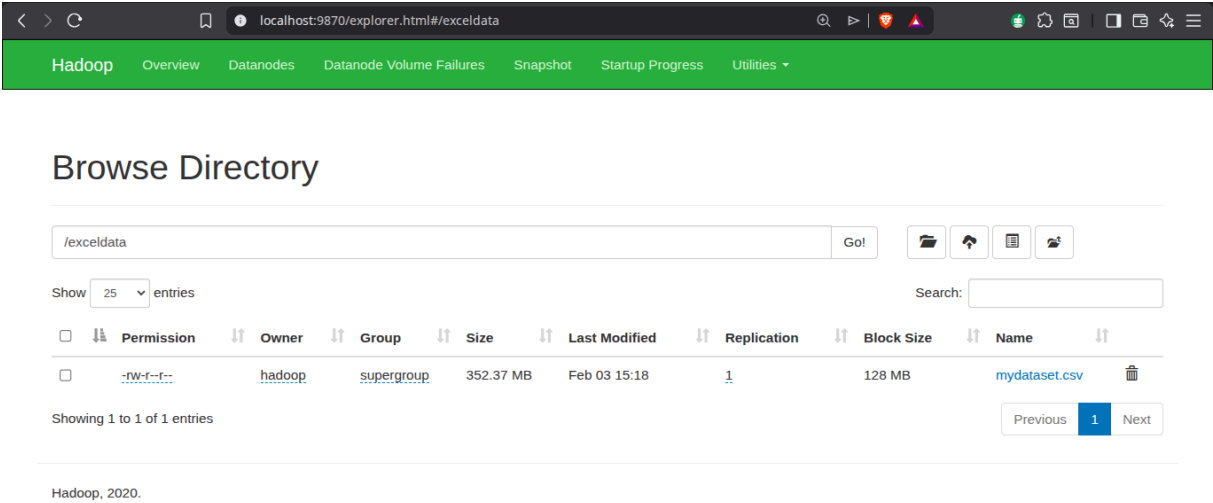 localhost:9870/explorer.html#/exceldata
Hadoop Overview Datanodes Datanode Volume Failures Snapshot Startup Progress Utilities
Browse Directory
/exceldata Go!
Show 25 entries Search:
Permission Owner Group Size Last Modified Replication Block Size Name
-rw-r--r-- hadoop supergroup 352.37 MB Feb 03 15:18 1 128 MB mydataset.csv
Showing 1 to 1 of 1 entries Previous 1 Next
Hadoop, 2020.